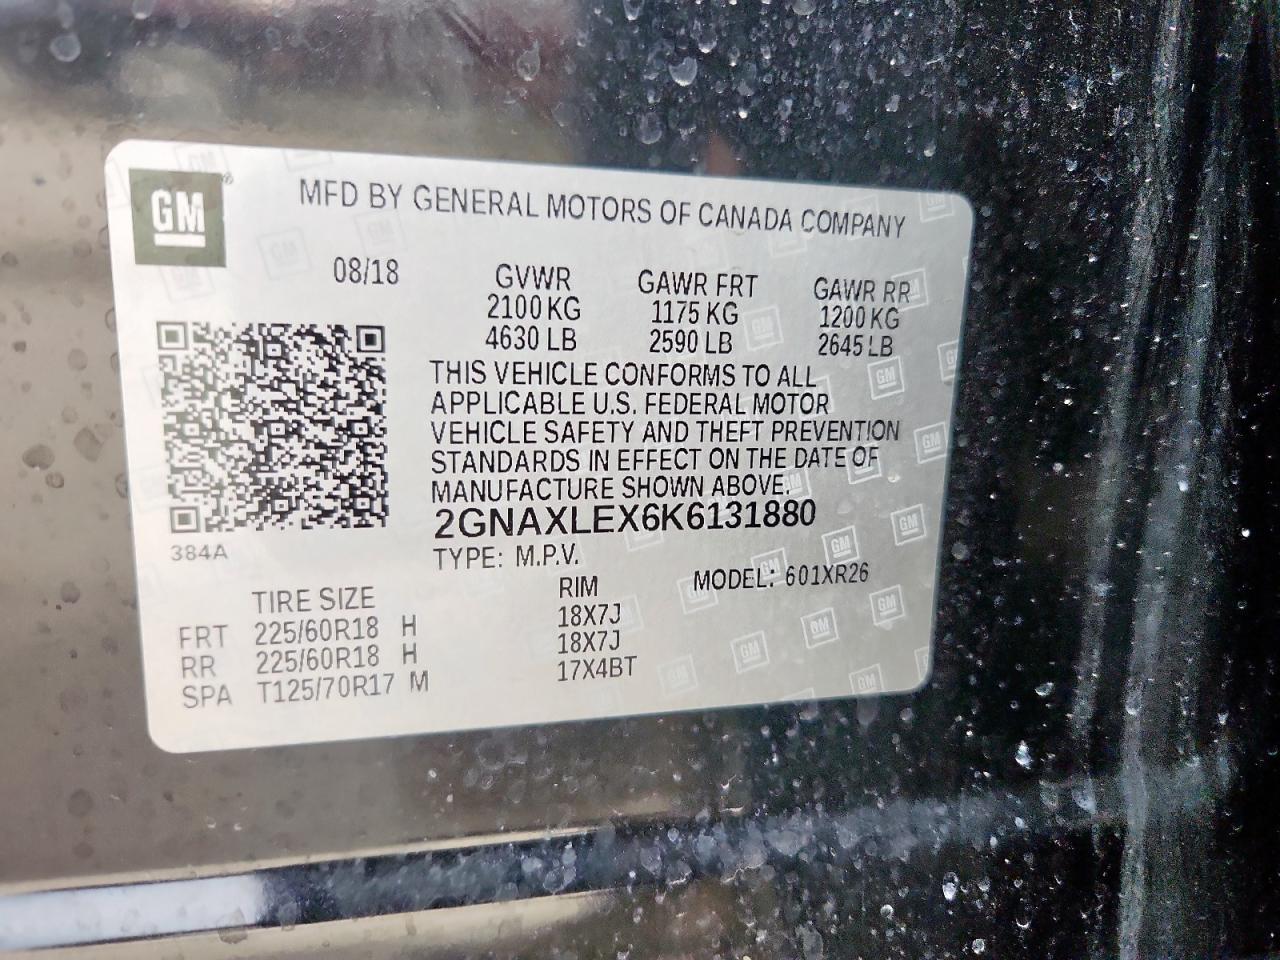 GM®
MFD BY GENERAL MOTORS OF CANADA COMPANY
08/18
GVWR GAWR FRT GAWR RR
2100 KG 1175 KG 1200 KG
4630 LB 2590 LB 2645 LB
THIS VEHICLE CONFORMS TO ALL
APPLICABLE U.S. FEDERAL MOTOR
VEHICLE SAFETY AND THEFT PREVENTION
STANDARDS IN EFFECT ON THE DATE OF
MANUFACTURE SHOWN ABOVE.
2GNAXLEX6K6131880
384A
TYPE: M.P.V. MODEL: 601XR26
TIRE SIZE RIM
FRT 225/60R18 H 18X7J
RR 225/60R18 H 18X7J
SPA T125/70R17 M 17X4BT